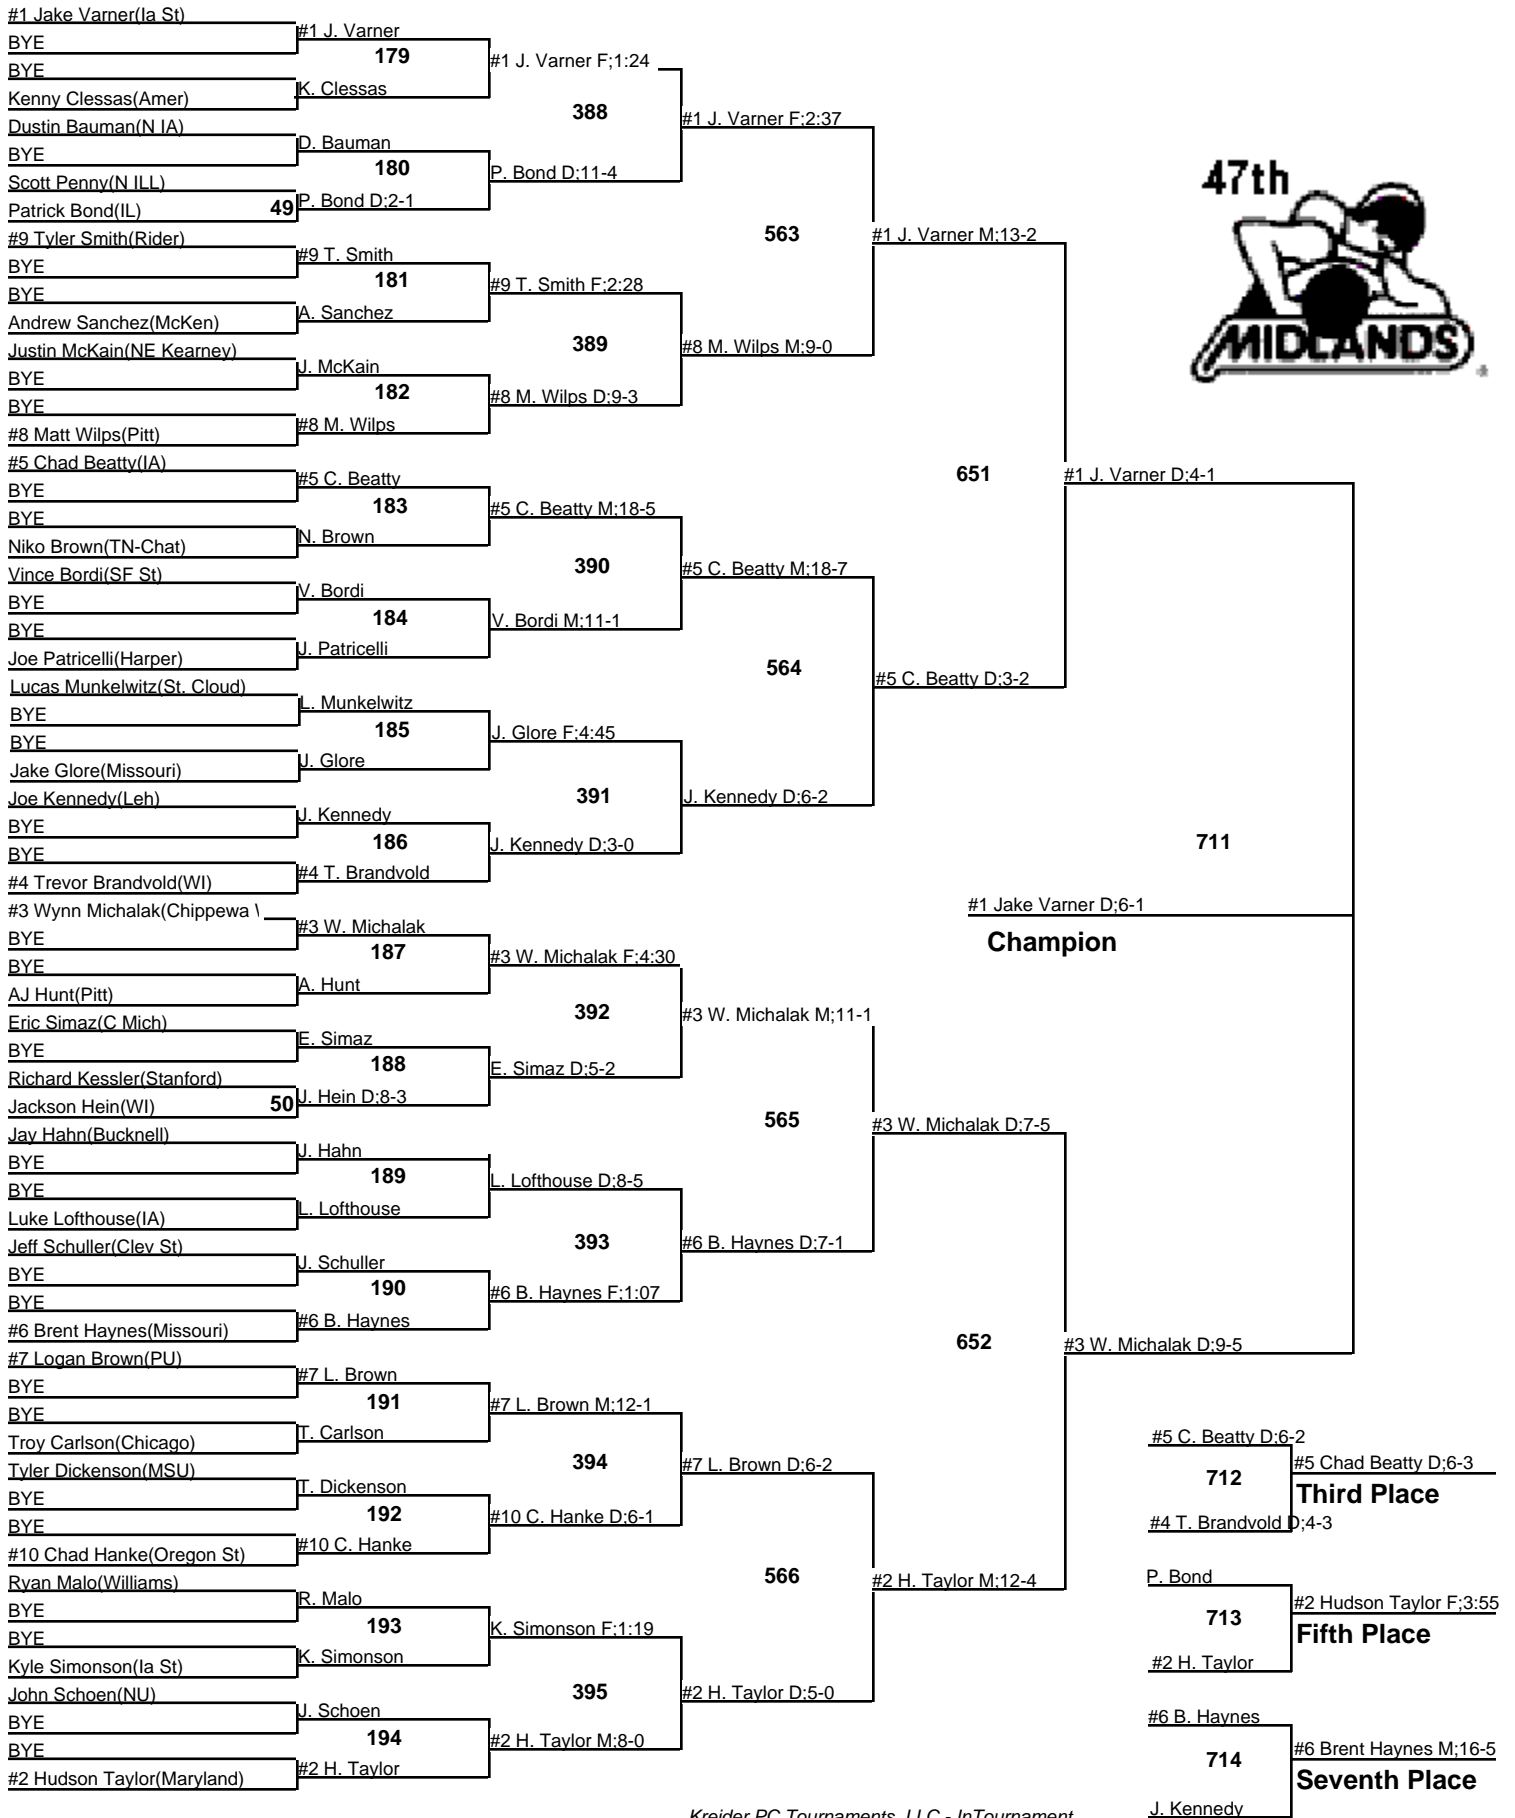 #1 Jake Varner(Ia St)
BYE
BYE
Kenny Clessas(Amer)
Dustin Bauman(N IA)
BYE
Scott Penny(N ILL)
Patrick Bond(IL) 49
#9 Tyler Smith(Rider)
BYE
BYE
Andrew Sanchez(McKen)
Justin McKain(NE Kearney)
BYE
BYE
#8 Matt Wilps(Pitt)
#5 Chad Beatty(IA)
BYE
BYE
Niko Brown(TN-Chat)
Vince Bordi(SF St)
BYE
BYE
Joe Patricelli(Harper)
Lucas Munkelwitz(St. Cloud)
BYE
BYE
Jake Glore(Missouri)
Joe Kennedy(Leh)
BYE
BYE
#4 Trevor Brandvold(WI)
#3 Wynn Michalak(Chippewa \
BYE
BYE
AJ Hunt(Pitt)
Eric Simaz(C Mich)
BYE
Richard Kessler(Stanford)
Jackson Hein(WI) 50
Jay Hahn(Bucknell)
BYE
BYE
Luke Lofthouse(IA)
Jeff Schuller(Clev St)
BYE
BYE
#6 Brent Haynes(Missouri)
#7 Logan Brown(PU)
BYE
BYE
Troy Carlson(Chicago)
Tyler Dickenson(MSU)
BYE
BYE
#10 Chad Hanke(Oregon St)
Ryan Malo(Williams)
BYE
BYE
Kyle Simonson(Ia St)
John Schoen(NU)
BYE
BYE
#2 Hudson Taylor(Maryland)
#1 J. Varner
179
K. Clessas
D. Bauman
180
P. Bond D;2-1
#9 T. Smith
181
A. Sanchez
J. McKain
182
#8 M. Wilps
#5 C. Beatty
183
N. Brown
V. Bordi
184
J. Patricelli
L. Munkelwitz
185
J. Glore
J. Kennedy
186
#4 T. Brandvold
#3 W. Michalak
187
A. Hunt
E. Simaz
188
J. Hein D;8-3
J. Hahn
189
L. Lofthouse
J. Schuller
190
#6 B. Haynes
#7 L. Brown
191
T. Carlson
T. Dickenson
192
#10 C. Hanke
R. Malo
193
K. Simonson
J. Schoen
194
#2 H. Taylor
#1 J. Varner F;1:24
388
P. Bond D;11-4
#9 T. Smith F;2:28
389
#8 M. Wilps D;9-3
#5 C. Beatty M;18-5
390
V. Bordi M;11-1
J. Glore F;4:45
391
J. Kennedy D;3-0
#3 W. Michalak F;4:30
392
E. Simaz D;5-2
L. Lofthouse D;8-5
393
#6 B. Haynes F;1:07
#7 L. Brown M;12-1
394
#10 C. Hanke D;6-1
K. Simonson F;1:19
395
#2 H. Taylor M;8-0
#1 J. Varner F;2:37
563
#8 M. Wilps M;9-0
#5 C. Beatty M;18-7
564
J. Kennedy D;6-2
#3 W. Michalak M;11-1
565
#6 B. Haynes D;7-1
#7 L. Brown D;6-2
566
#2 H. Taylor D;5-0
#1 J. Varner M;13-2
651
#5 C. Beatty D;3-2
#3 W. Michalak D;7-5
652
#2 H. Taylor M;12-4
#1 J. Varner D;4-1
711
#3 W. Michalak D;9-5
#1 Jake Varner D;6-1
Champion
47th
MIDLANDS
#5 C. Beatty D;6-2
712
#4 T. Brandvold D;4-3
#5 Chad Beatty D;6-3
Third Place
P. Bond
713
#2 H. Taylor
#2 Hudson Taylor F;3:55
Fifth Place
#6 B. Haynes
714
J. Kennedy
#6 Brent Haynes M;16-5
Seventh Place
Kreider PC Tournaments, LLC - InTournament